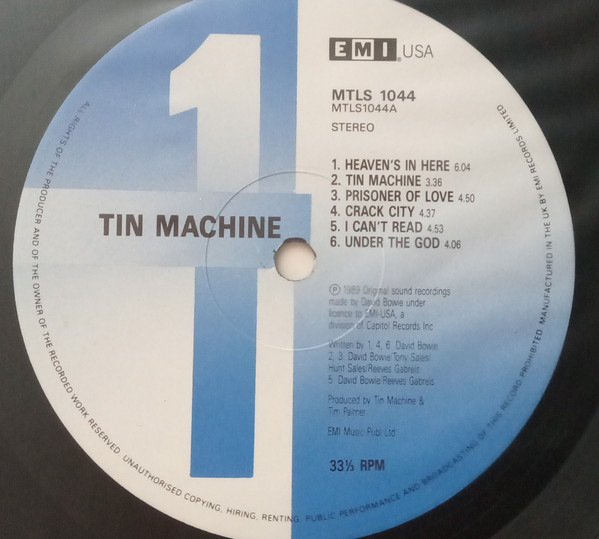 1
EMI USA
MTLS 1044
MTLS1044A
STEREO
1. HEAVEN'S IN HERE 6.04
2. TIN MACHINE 3.36
3. PRISONER OF LOVE 4.50
4. CRACK CITY 4.37
5. I CAN'T READ 4.53
6. UNDER THE GOD 4.06
TIN MACHINE
℗ 1989 Original sound recordings
made by David Bowie under
licence to EMI-USA, a
division of Capitol Records Inc
Written by 1, 4, 6 David Bowie
2, 3 David Bowie/Tony Sales/
Hunt Sales/Reeves Gabrels
5 David Bowie/Reeves Gabrels
Produced by Tin Machine &
Tim Palmer
EMI Music Publ Ltd
33⅓ RPM
ALL RIGHTS OF THE PRODUCER AND OF THE OWNER OF THE RECORDED WORK RESERVED. UNAUTHORISED COPYING, HIRING, RENTING, PUBLIC PERFORMANCE AND BROADCASTING OF THIS RECORD PROHIBITED. MANUFACTURED IN THE UK BY EMI RECORDS LIMITED